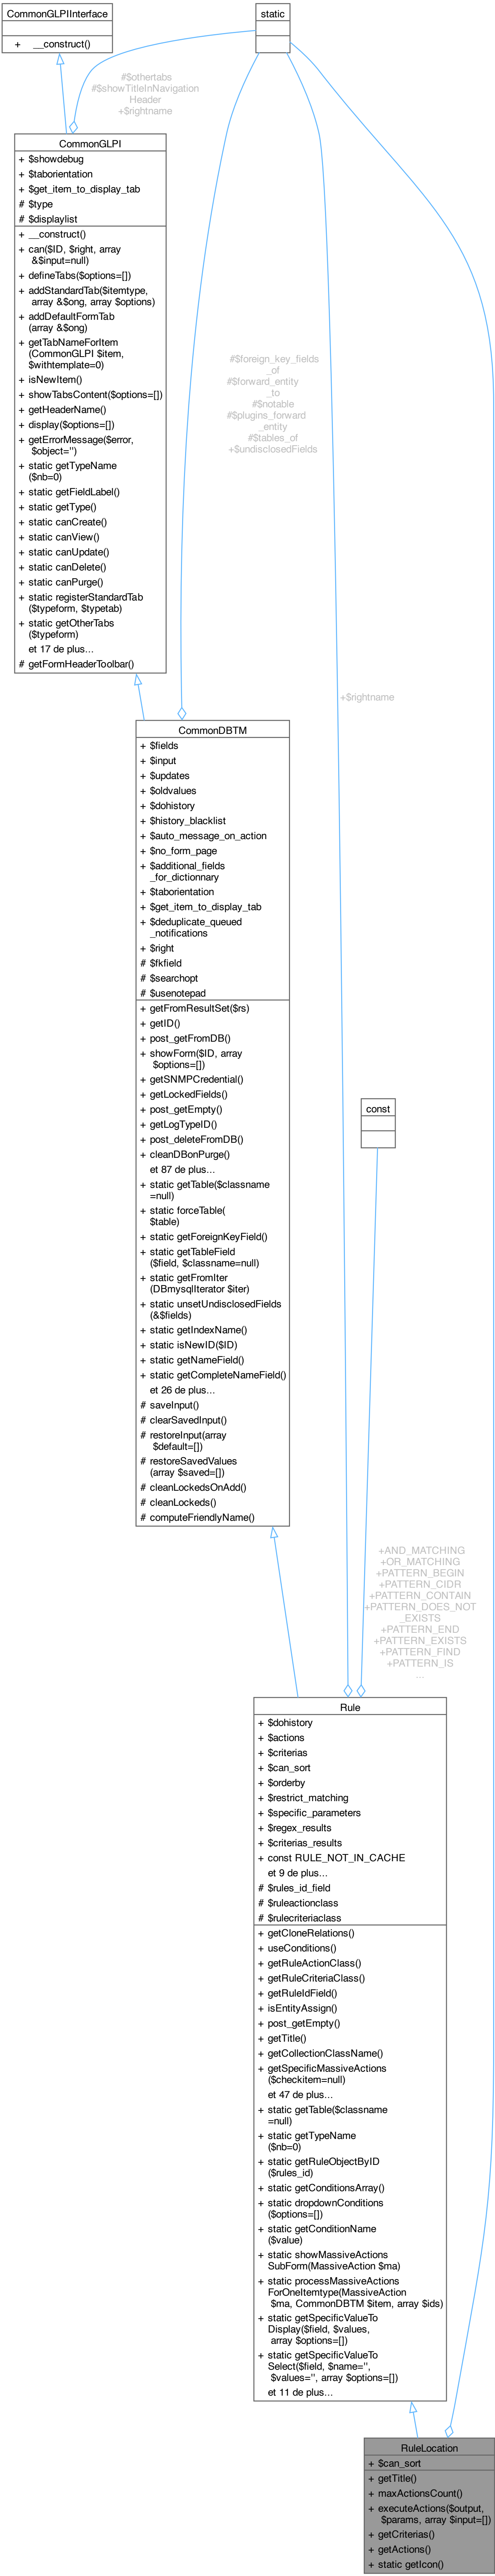 CommonGLPIInterface
+ __construct()
static
#$othertabs
#$showTitleInNavigation
Header
+$rightname
CommonGLPI
+ $showdebug
+ $taborientation
+ $get_item_to_display_tab
# $type
# $displaylist
+ __construct()
+ can($ID, $right, array
&$input=null)
+ defineTabs($options=[])
+ addStandardTab($itemtype,
array &$ong, array $options)
+ addDefaultFormTab
(array &$ong)
+ getTabNameForItem
(CommonGLPI $item,
$withtemplate=0)
+ isNewItem()
+ showTabsContent($options=[])
+ getHeaderName()
+ display($options=[])
+ getErrorMessage($error,
$object='')
+ static getTypeName
($nb=0)
+ static getFieldLabel()
+ static getType()
+ static canCreate()
+ static canView()
+ static canUpdate()
+ static canDelete()
+ static canPurge()
+ static registerStandardTab
($typeform, $typetab)
+ static getOtherTabs
($typeform)
et 17 de plus...
# getFormHeaderToolbar()
#$foreign_key_fields
_of
#$forward_entity
_to
#$notable
#$plugins_forward
_entity
#$tables_of
+$undisclosedFields
+$rightname
CommonDBTM
+ $fields
+ $input
+ $updates
+ $oldvalues
+ $dohistory
+ $history_blacklist
+ $auto_message_on_action
+ $no_form_page
+ $additional_fields
_for_dictionnary
+ $taborientation
+ $get_item_to_display_tab
+ $deduplicate_queued
_notifications
+ $right
# $fkfield
# $searchopt
# $usenotepad
+ getFromResultSet($rs)
+ getID()
+ post_getFromDB()
+ showForm($ID, array
$options=[])
+ getSNMPCredential()
+ getLockedFields()
+ post_getEmpty()
+ getLogTypeID()
+ post_deleteFromDB()
+ cleanDBonPurge()
et 87 de plus...
+ static getTable($classname
=null)
+ static forceTable(
$table)
+ static getForeignKeyField()
+ static getTableField
($field, $classname=null)
+ static getFromIter
(DBmysqlIterator $iter)
+ static unsetUndisclosedFields
(&$fields)
+ static getIndexName()
+ static isNewID($ID)
+ static getNameField()
+ static getCompleteNameField()
et 26 de plus...
# saveInput()
# clearSavedInput()
# restoreInput(array
$default=[])
# restoreSavedValues
(array $saved=[])
# cleanLockedsOnAdd()
# cleanLockeds()
# computeFriendlyName()
const
+AND_MATCHING
+OR_MATCHING
+PATTERN_BEGIN
+PATTERN_CIDR
+PATTERN_CONTAIN
+PATTERN_DOES_NOT
_EXISTS
+PATTERN_END
+PATTERN_EXISTS
+PATTERN_FIND
+PATTERN_IS
...
Rule
+ $dohistory
+ $actions
+ $criterias
+ $can_sort
+ $orderby
+ $restrict_matching
+ $specific_parameters
+ $regex_results
+ $criterias_results
+ const RULE_NOT_IN_CACHE
et 9 de plus...
# $rules_id_field
# $ruleactionclass
# $rulecriteriaclass
+ getCloneRelations()
+ useConditions()
+ getRuleActionClass()
+ getRuleCriteriaClass()
+ getRuleIdField()
+ isEntityAssign()
+ post_getEmpty()
+ getTitle()
+ getCollectionClassName()
+ getSpecificMassiveActions
($checkitem=null)
et 47 de plus...
+ static getTable($classname
=null)
+ static getTypeName
($nb=0)
+ static getRuleObjectByID
($rules_id)
+ static getConditionsArray()
+ static dropdownConditions
($options=[])
+ static getConditionName
($value)
+ static showMassiveActions
SubForm(MassiveAction $ma)
+ static processMassiveActions
ForOneItemtype(MassiveAction
$ma, CommonDBTM $item, array $ids)
+ static getSpecificValueTo
Display($field, $values,
array $options=[])
+ static getSpecificValueTo
Select($field, $name='',
$values='', array $options=[])
et 11 de plus...
RuleLocation
+ $can_sort
+ getTitle()
+ maxActionsCount()
+ executeActions($output,
$params, array $input=[])
+ getCriterias()
+ getActions()
+ static getIcon()